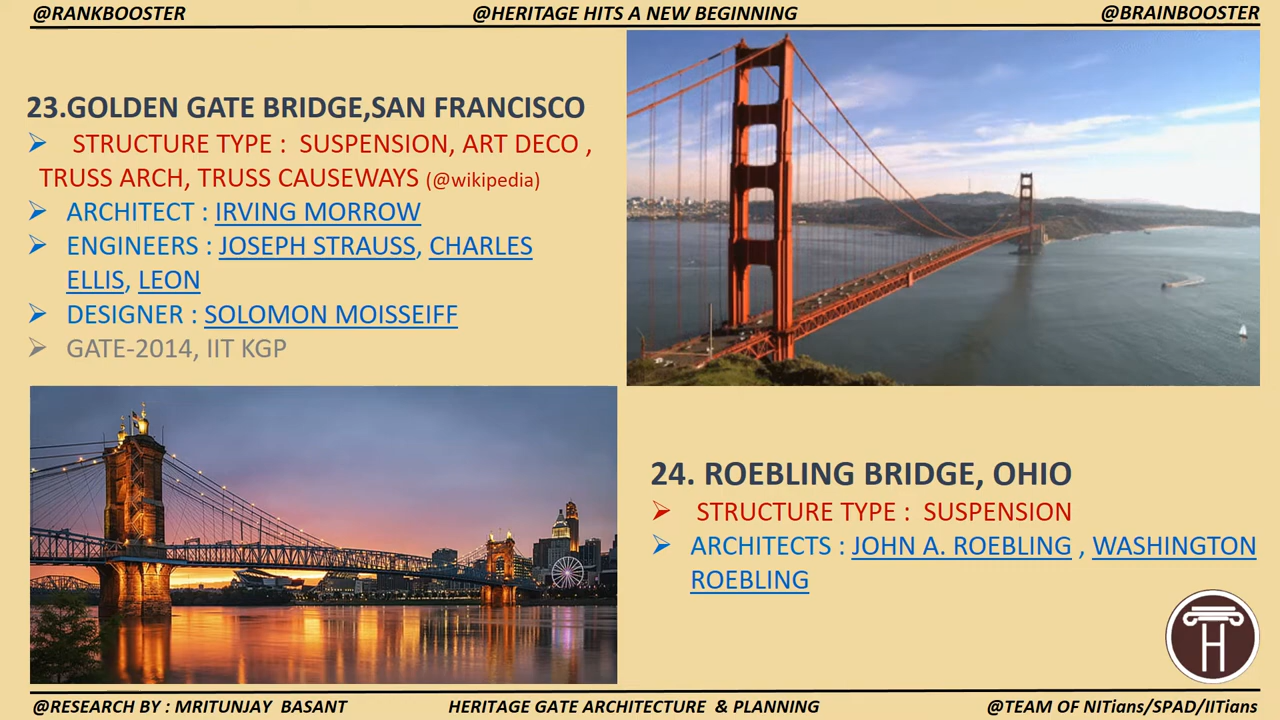 @RANKBOOSTER
@HERITAGE HITS A NEW BEGINNING
@BRAINBOOSTER
23.GOLDEN GATE BRIDGE,SAN FRANCISCO
STRUCTURE TYPE : SUSPENSION, ART DECO ,
TRUSS ARCH, TRUSS CAUSEWAYS (@wikipedia)
ARCHITECT : IRVING MORROW
ENGINEERS : JOSEPH STRAUSS, CHARLES
ELLIS, LEON
DESIGNER : SOLOMON MOISSEIFF
GATE-2014, IIT KGP
24. ROEBLING BRIDGE, OHIO
STRUCTURE TYPE : SUSPENSION
ARCHITECTS : JOHN A. ROEBLING , WASHINGTON
ROEBLING
H
@RESEARCH BY : MRITUNJAY BASANT
HERITAGE GATE ARCHITECTURE & PLANNING
@TEAM OF NITians/SPAD/IITians